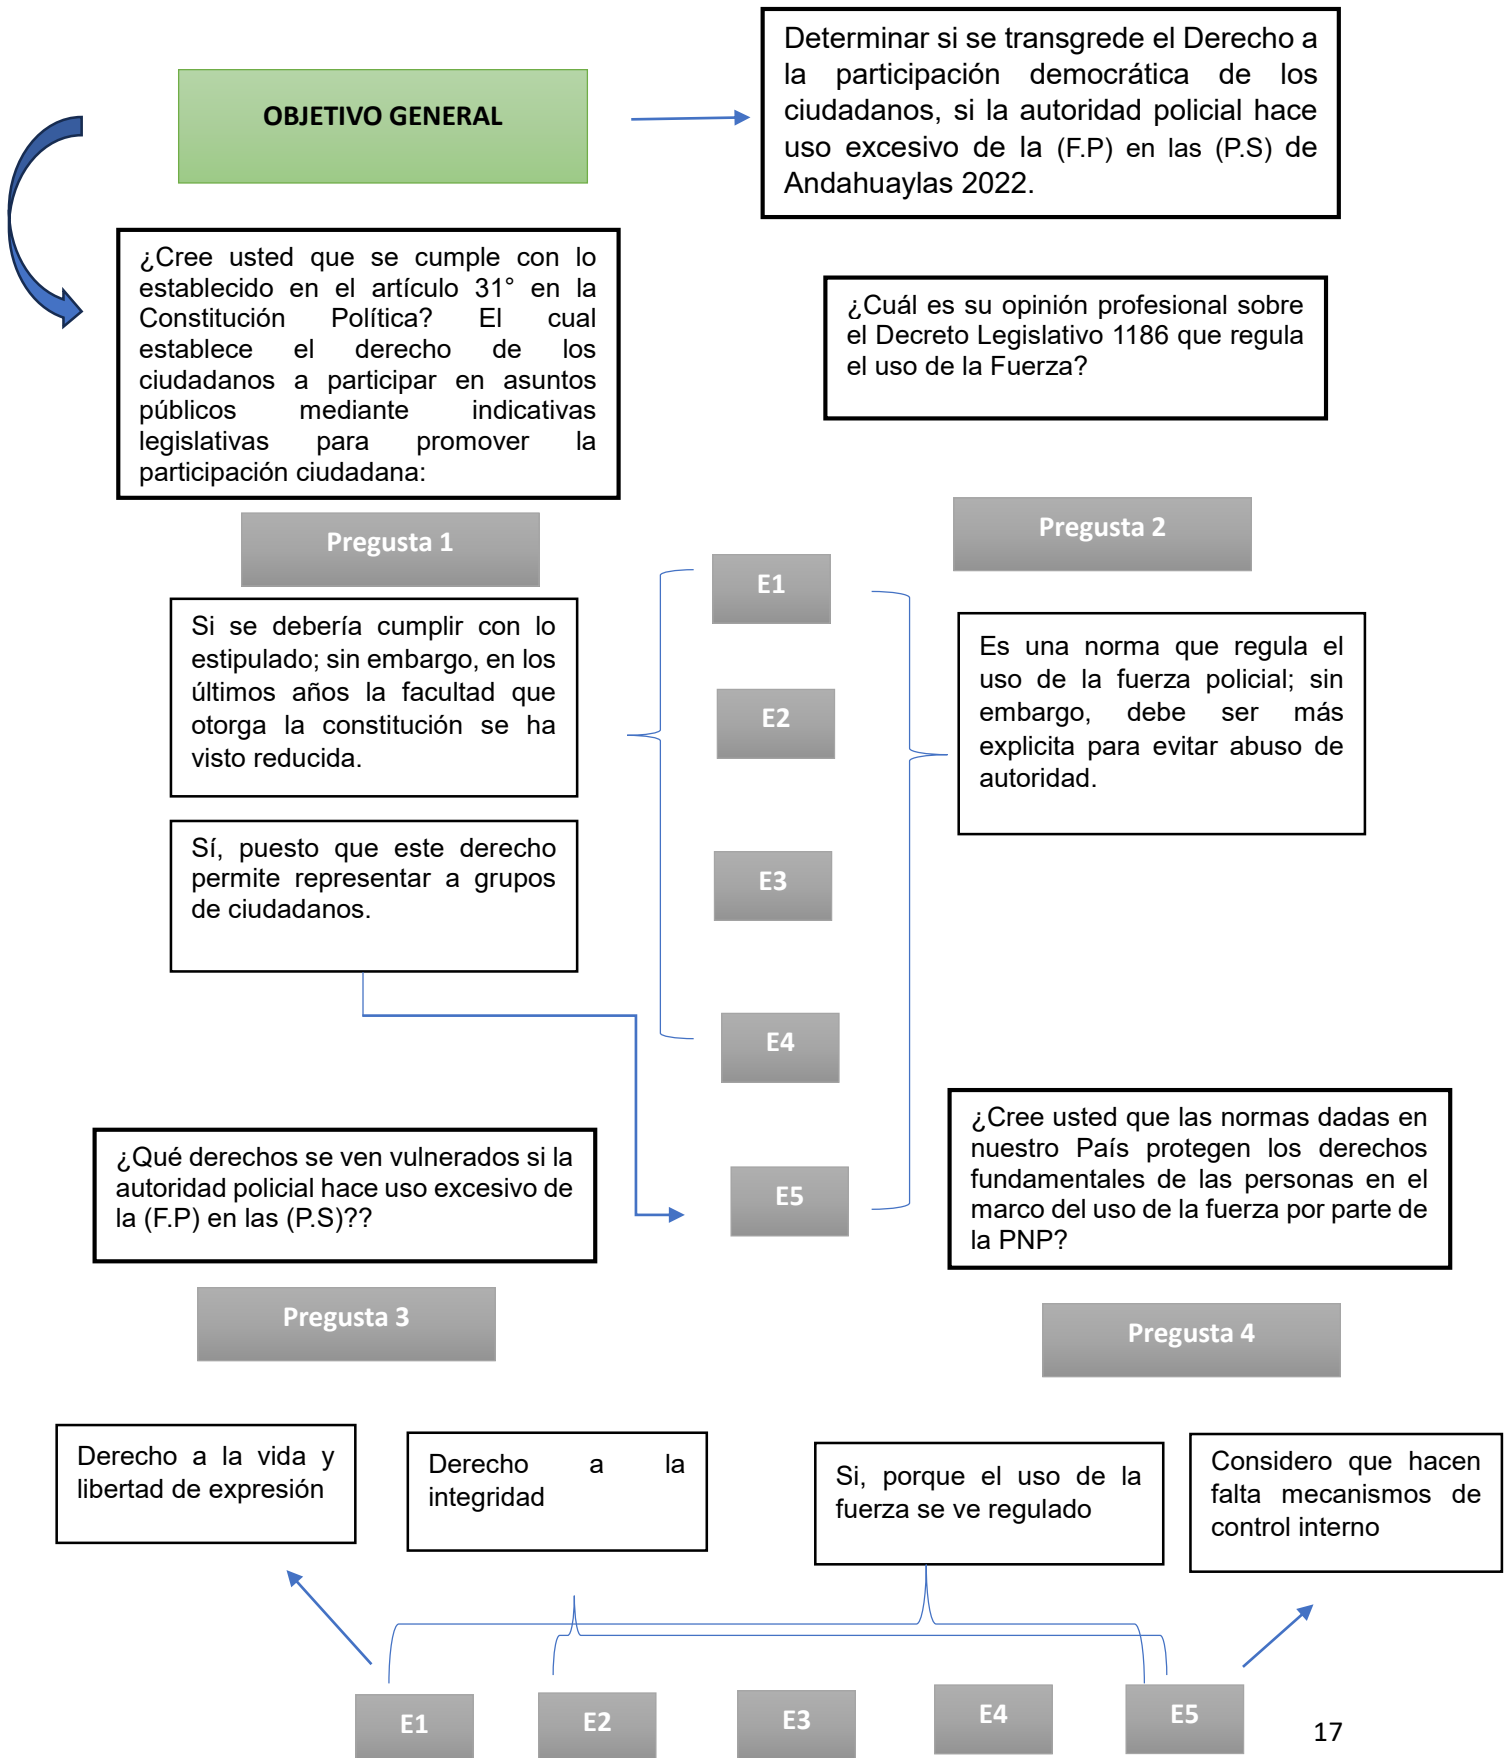 OBJETIVO GENERAL
Determinar si se transgrede el Derecho a
la participación democrática de los
ciudadanos, si la autoridad policial hace
uso excesivo de la (F.P) en las (P.S) de
Andahuaylas 2022.
¿Cree usted que se cumple con lo
establecido en el artículo 31° en la
Constitución Política? El cual
establece el derecho de los
ciudadanos a participar en asuntos
públicos mediante indicativas
legislativas para promover la
participación ciudadana:
¿Cuál es su opinión profesional sobre
el Decreto Legislativo 1186 que regula
el uso de la Fuerza?
Pregusta 1
Pregusta 2
Si se debería cumplir con lo
estipulado; sin embargo, en los
últimos años la facultad que
otorga la constitución se ha
visto reducida.
Sí, puesto que este derecho
permite representar a grupos
de ciudadanos.
E1
E2
E3
E4
E5
Es una norma que regula el
uso de la fuerza policial; sin
embargo, debe ser más
explicita para evitar abuso de
autoridad.
¿Qué derechos se ven vulnerados si la
autoridad policial hace uso excesivo de
la (F.P) en las (P.S)??
¿Cree usted que las normas dadas en
nuestro País protegen los derechos
fundamentales de las personas en el
marco del uso de la fuerza por parte de
la PNP?
Pregusta 3
Pregusta 4
Derecho a la vida y
libertad de expresión
Derecho a la
integridad
Si, porque el uso de la
fuerza se ve regulado
Considero que hacen
falta mecanismos de
control interno
E1
E2
E3
E4
E5
17